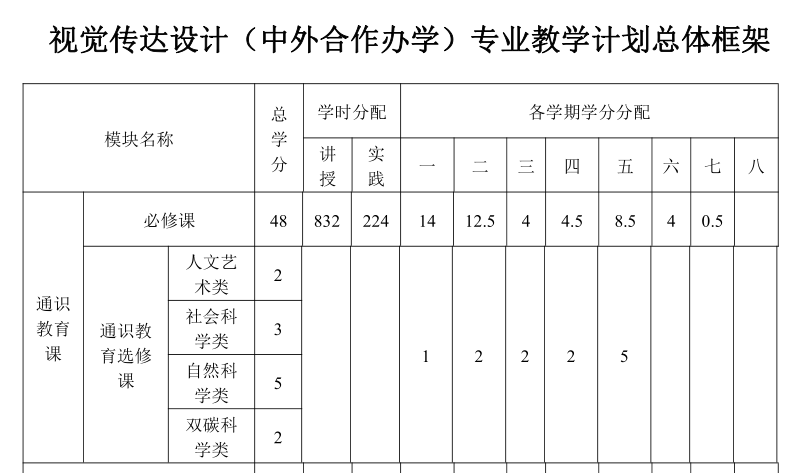 视觉传达设计（中外合作办学）专业教学计划总体框架
模块名称 总学分 学时分配 各学期学分分配
讲授 实践 一 二 三 四 五 六 七 八
通识教育课 必修课 48 832 224 14 12.5 4 4.5 8.5 4 0.5
通识教育选修课 人文艺术类 2 1 2 2 2 5
社会科学类 3
自然科学类 5
双碳科学类 2